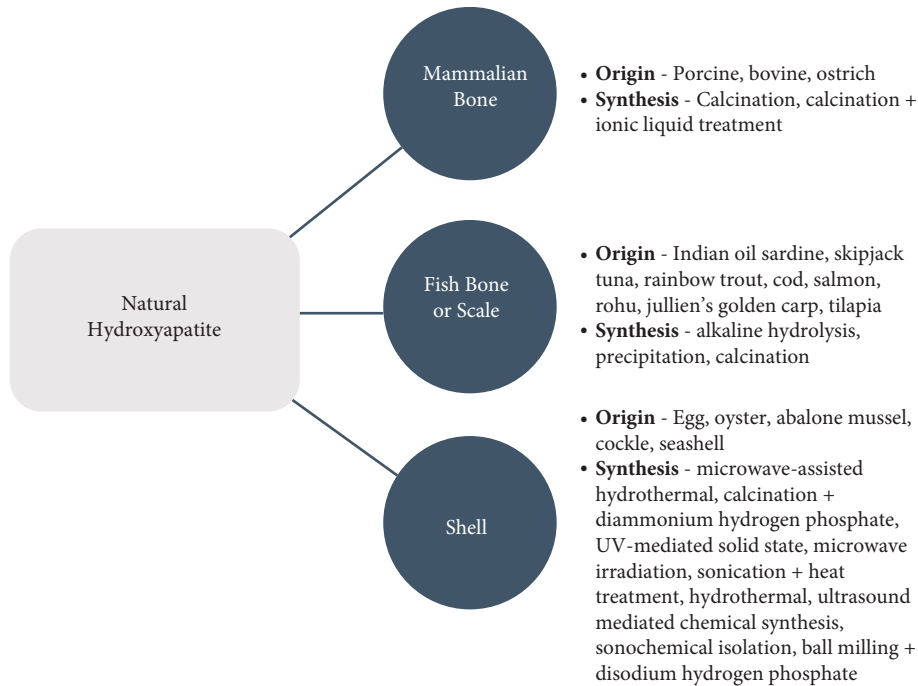 Natural
Hydroxyapatite
Mammalian
Bone
• Origin - Porcine, bovine, ostrich
• Synthesis - Calcination, calcination +
ionic liquid treatment
Fish Bone
or Scale
• Origin - Indian oil sardine, skipjack
tuna, rainbow trout, cod, salmon,
rohu, jullien's golden carp, tilapia
• Synthesis - alkaline hydrolysis,
precipitation, calcination
Shell
• Origin - Egg, oyster, abalone mussel,
cockle, seashell
• Synthesis - microwave-assisted
hydrothermal, calcination +
diammonium hydrogen phosphate,
UV-mediated solid state, microwave
irradiation, sonication + heat
treatment, hydrothermal, ultrasound
mediated chemical synthesis,
sonochemical isolation, ball milling +
disodium hydrogen phosphate